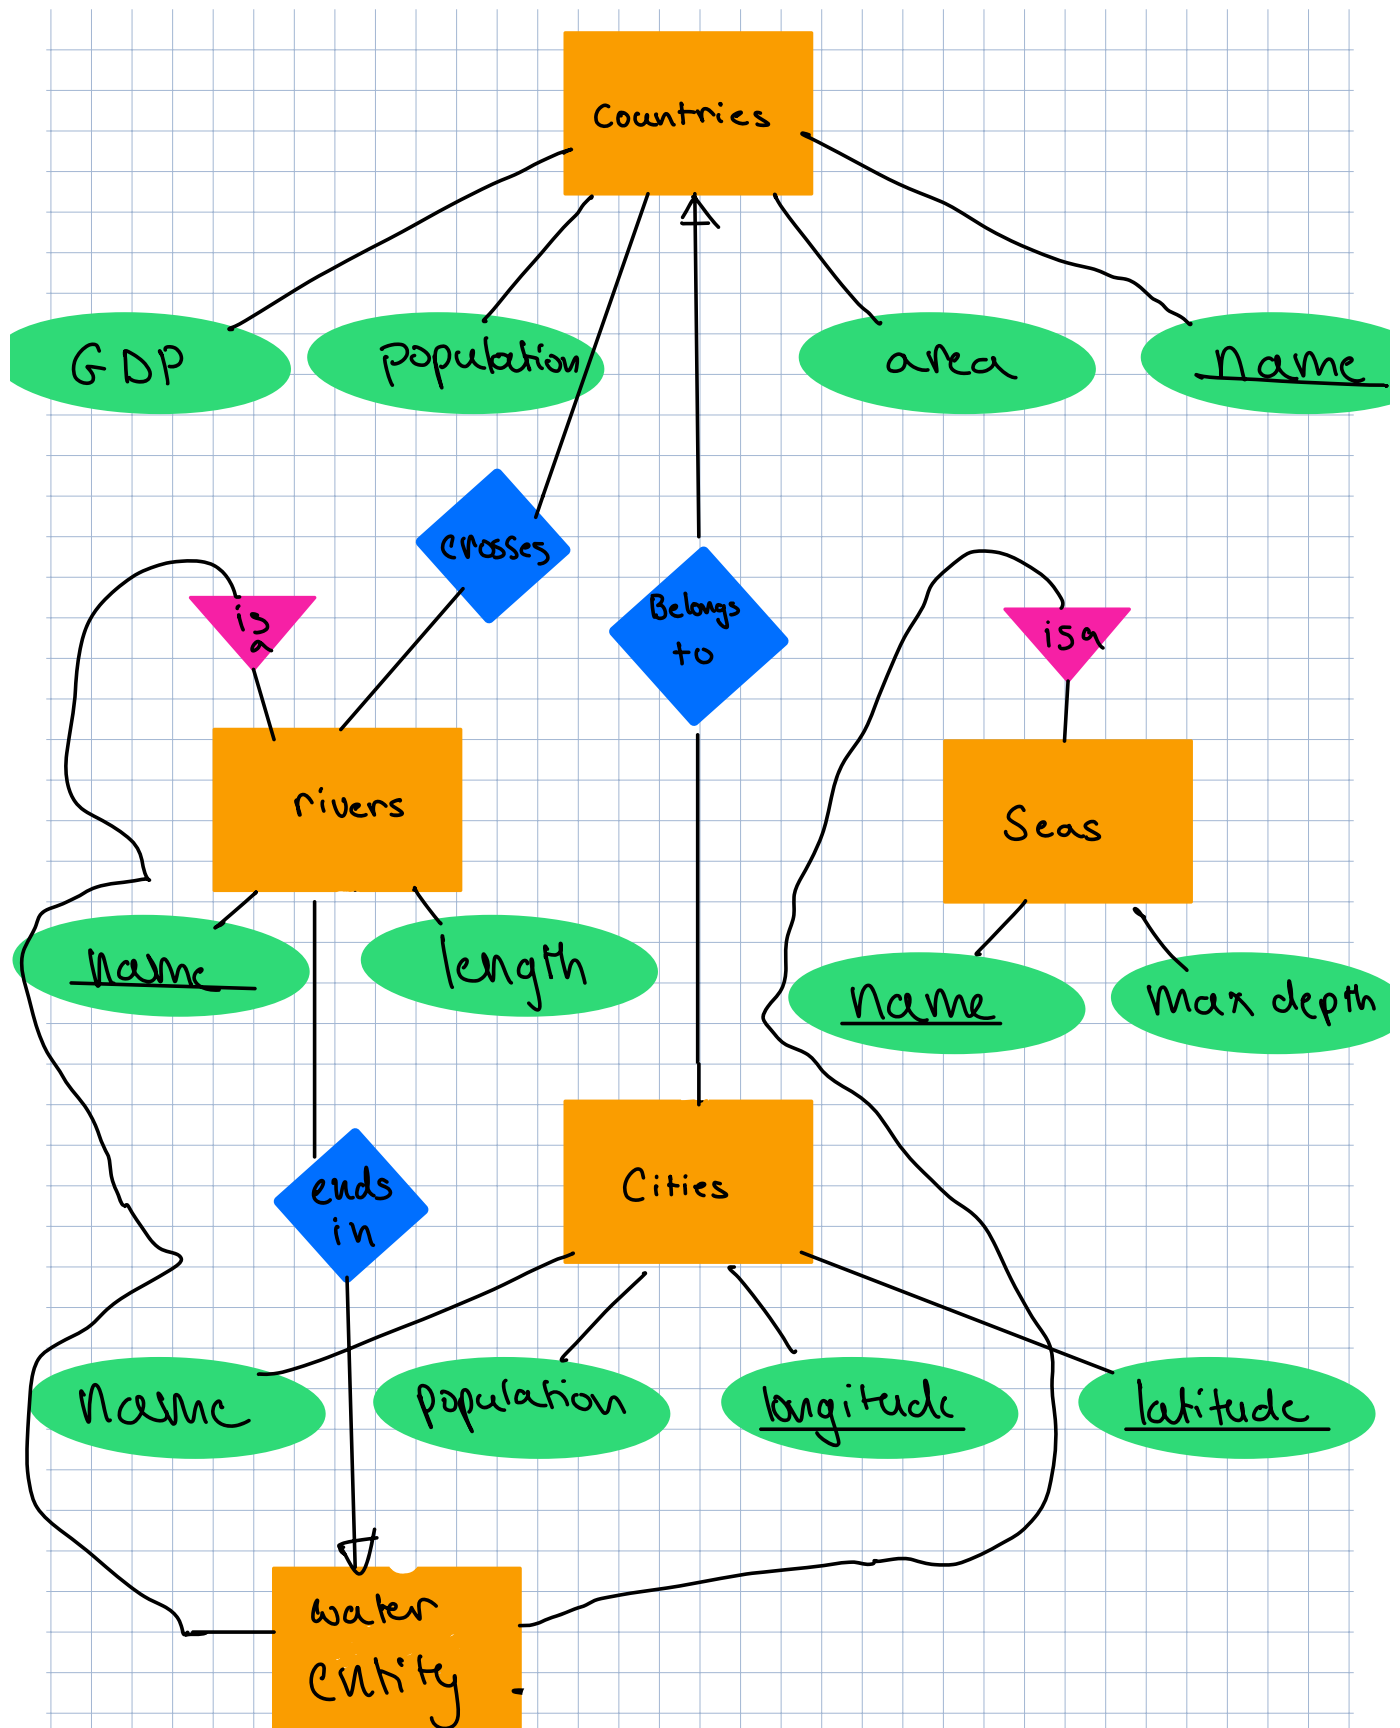 Countries
GDP
population
area
name
crosses
is
a
Belongs
to
isa
rivers
Seas
name
length
name
max depth
Cities
ends
in
name
population
longitude
latitude
water
entity